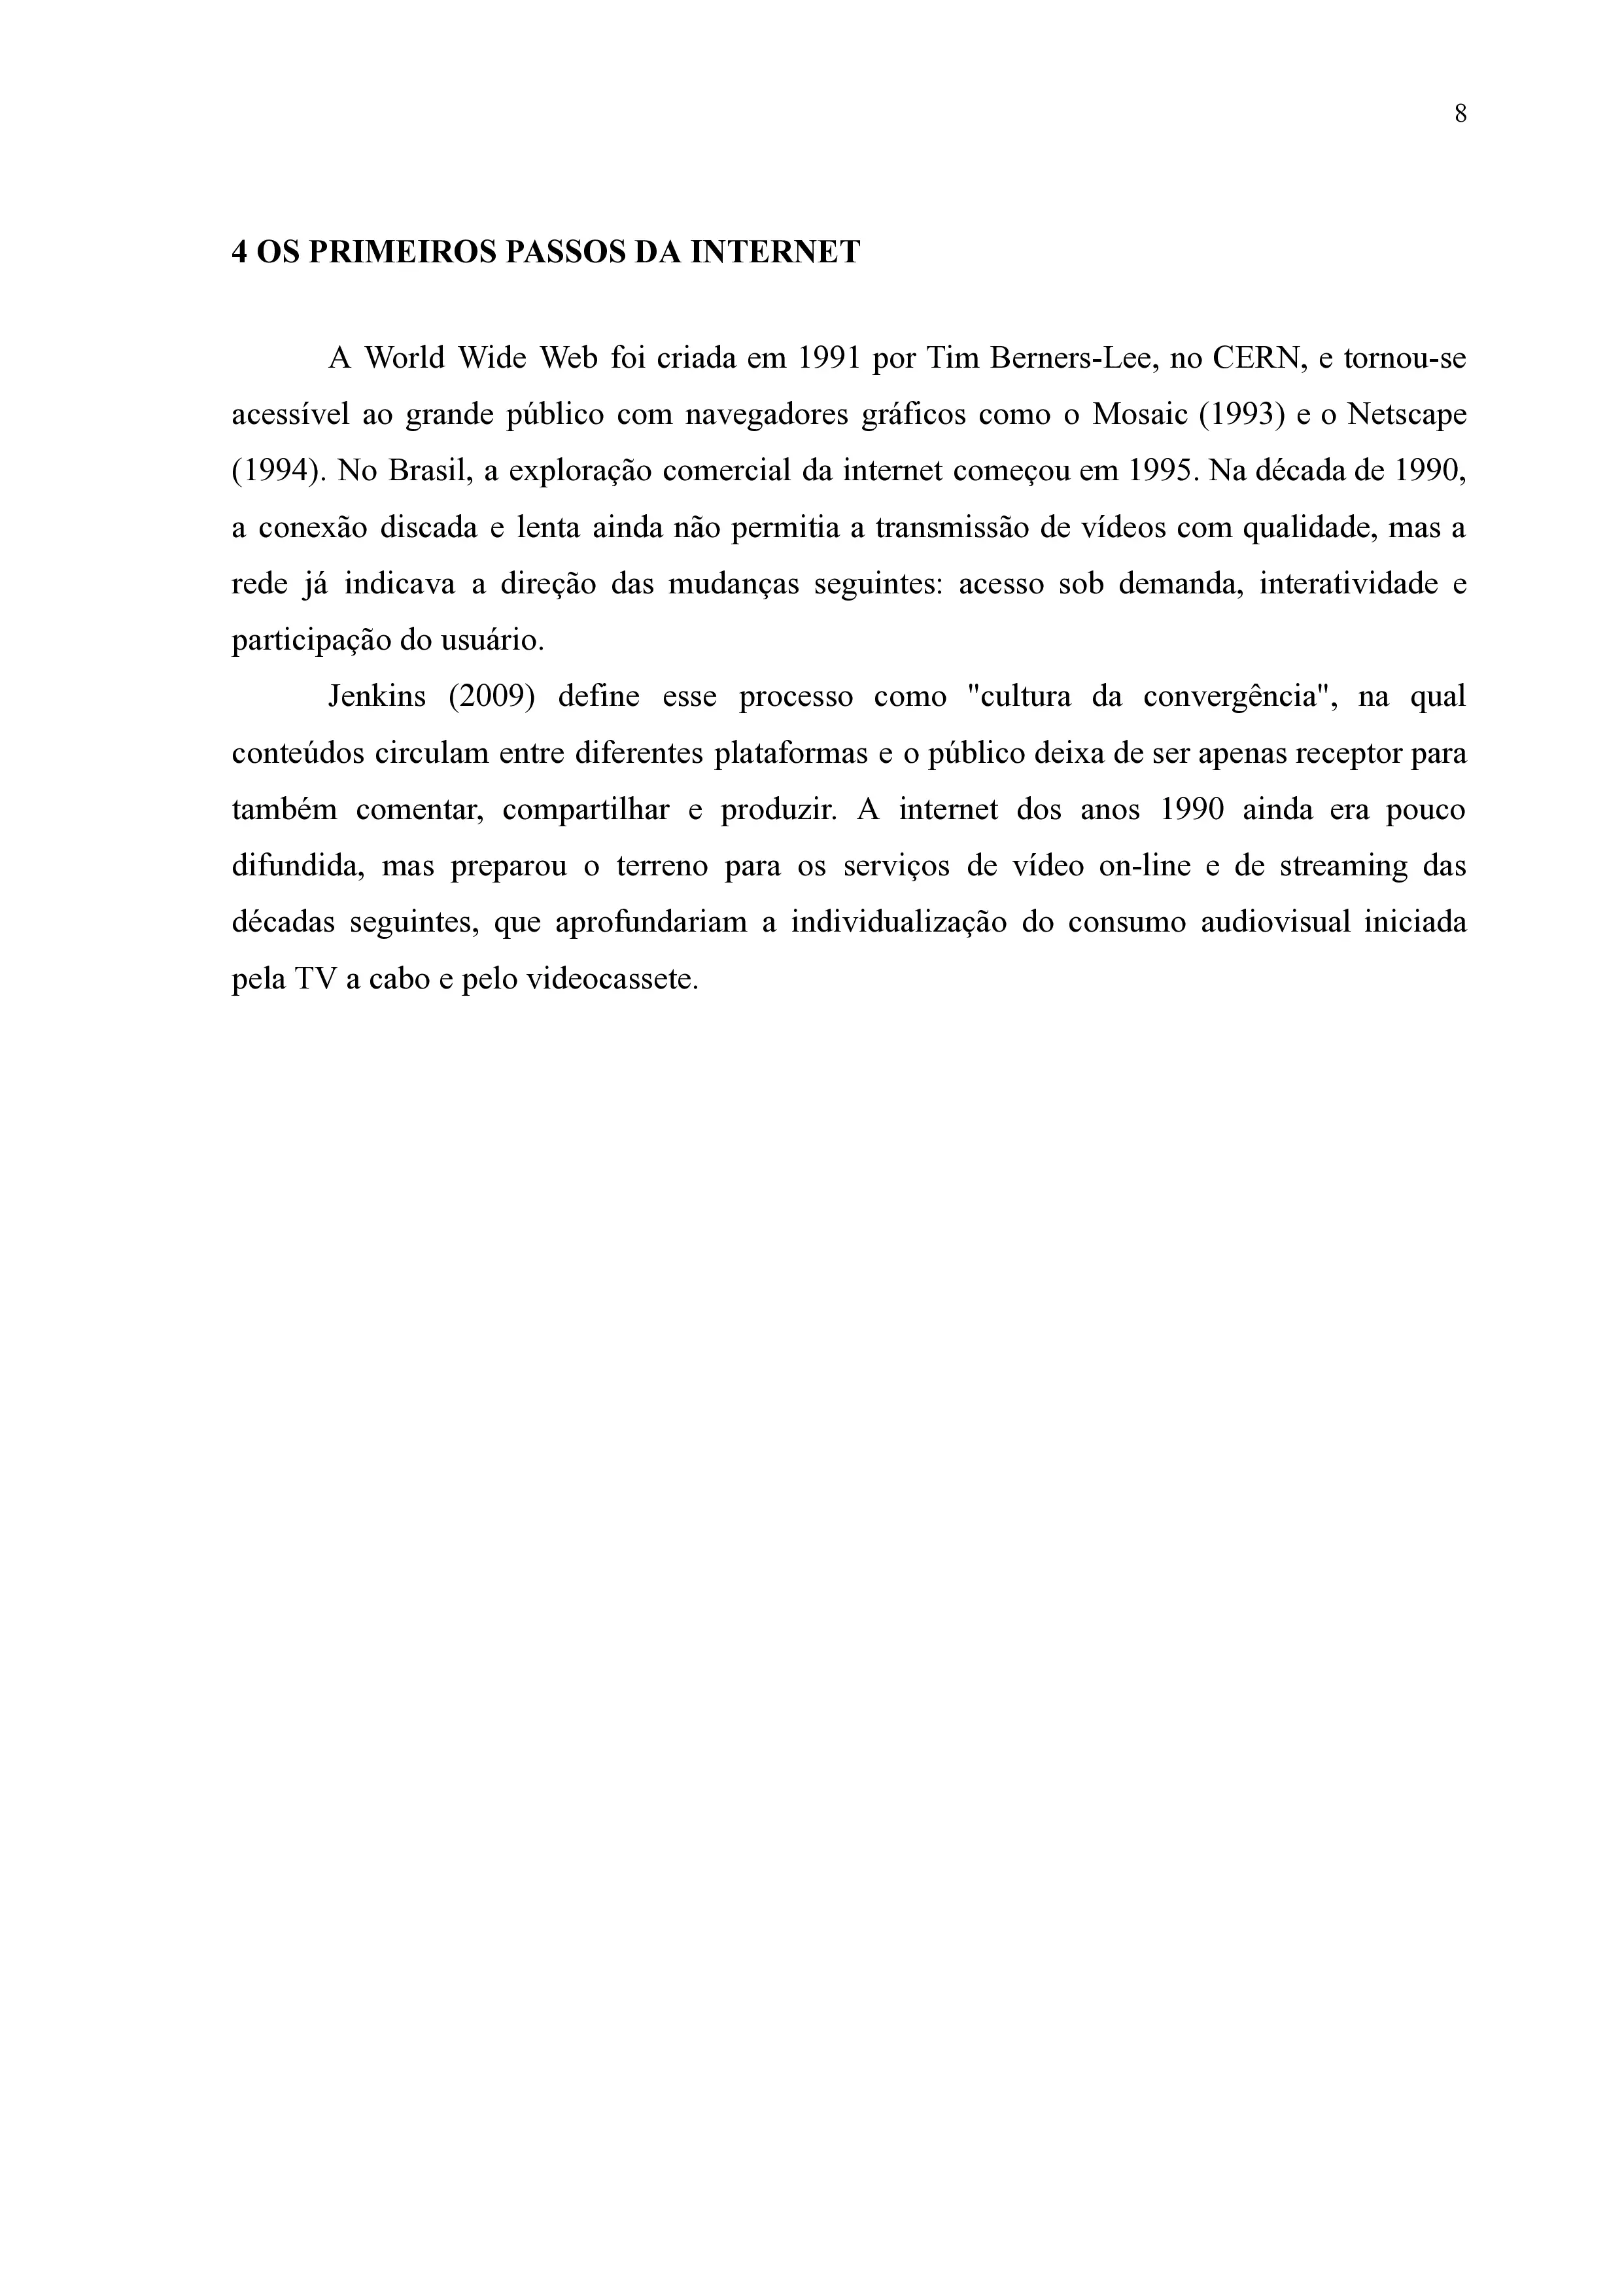 8
4 OS PRIMEIROS PASSOS DA INTERNET
A World Wide Web foi criada em 1991 por Tim Berners-Lee, no CERN, e tornou-se
acessível ao grande público com navegadores gráficos como o Mosaic (1993) e o Netscape
(1994). No Brasil, a exploração comercial da internet começou em 1995. Na década de 1990,
a conexão discada e lenta ainda não permitia a transmissão de vídeos com qualidade, mas a
rede já indicava a direção das mudanças seguintes: acesso sob demanda, interatividade e
participação do usuário.
Jenkins (2009) define esse processo como "cultura da convergência", na qual
conteúdos circulam entre diferentes plataformas e o público deixa de ser apenas receptor para
também comentar, compartilhar e produzir. A internet dos anos 1990 ainda era pouco
difundida, mas preparou o terreno para os serviços de vídeo on-line e de streaming das
décadas seguintes, que aprofundariam a individualização do consumo audiovisual iniciada
pela TV a cabo e pelo videocassete.